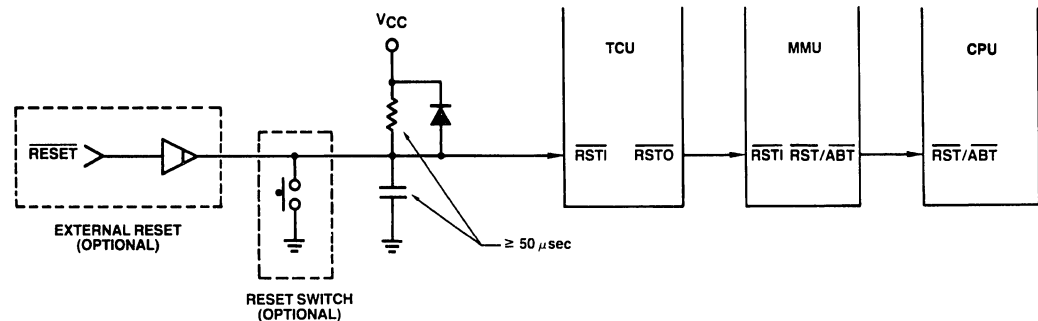 VCC
TCU
MMU
CPU
RESET
RSTI
RSTO
RSTI
RST/ABT
RST/ABT
EXTERNAL RESET
(OPTIONAL)
≥ 50 μsec
RESET SWITCH
(OPTIONAL)